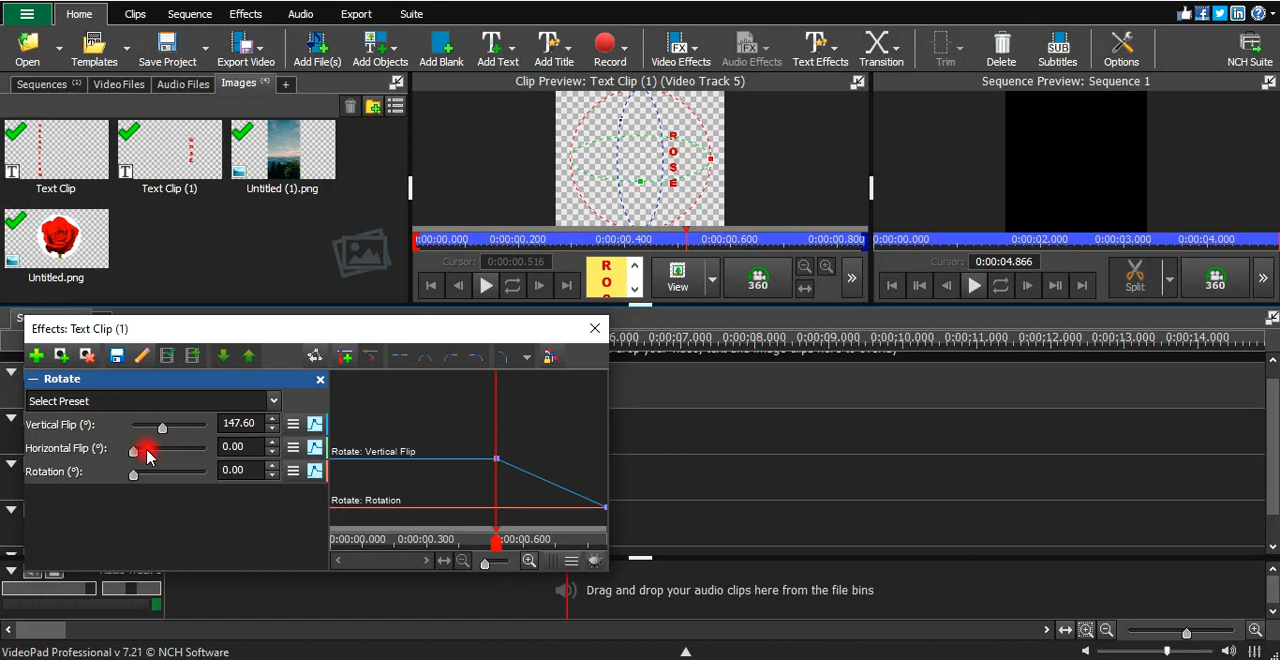 Home Clips Sequence Effects Audio Export Suite
Open Templates Save Project Export Video Add File(s) Add Objects Add Blank Add Text Add Title Record Video Effects Audio Effects Text Effects Transition Trim Delete Subtitles Options NCH Suite
Sequences (1) Video Files Audio Files Images (4) +
Clip Preview: Text Clip (1) (Video Track 5)
Sequence Preview: Sequence 1
Text Clip Text Clip (1) Untitled (1).png
Untitled.png
R
O
S
E
0:00:00.000 0:00:00.200 0:00:00.400 0:00:00.600 0:00:00.800
0:00:00.000 0:00:02.000 0:00:03.000 0:00:04.000
Cursor: 0:00:00.516
Cursor: 0:00:04.866
R
O
View 360
Split 360
Effects: Text Clip (1)
6.000 0:00:07.000 0:00:08.000 0:00:09.000 0:00:10.000 0:00:11.000 0:00:12.000 0:00:13.000 0:00:14.000
Rotate
Select Preset
Vertical Flip (°): 147.60
Horizontal Flip (°): 0.00
Rotation (°): 0.00
Rotate: Vertical Flip
Rotate: Rotation
0:00:00.000 0:00:00.300 0:00:00.600
Drag and drop your audio clips here from the file bins
VideoPad Professional v 7.21 © NCH Software